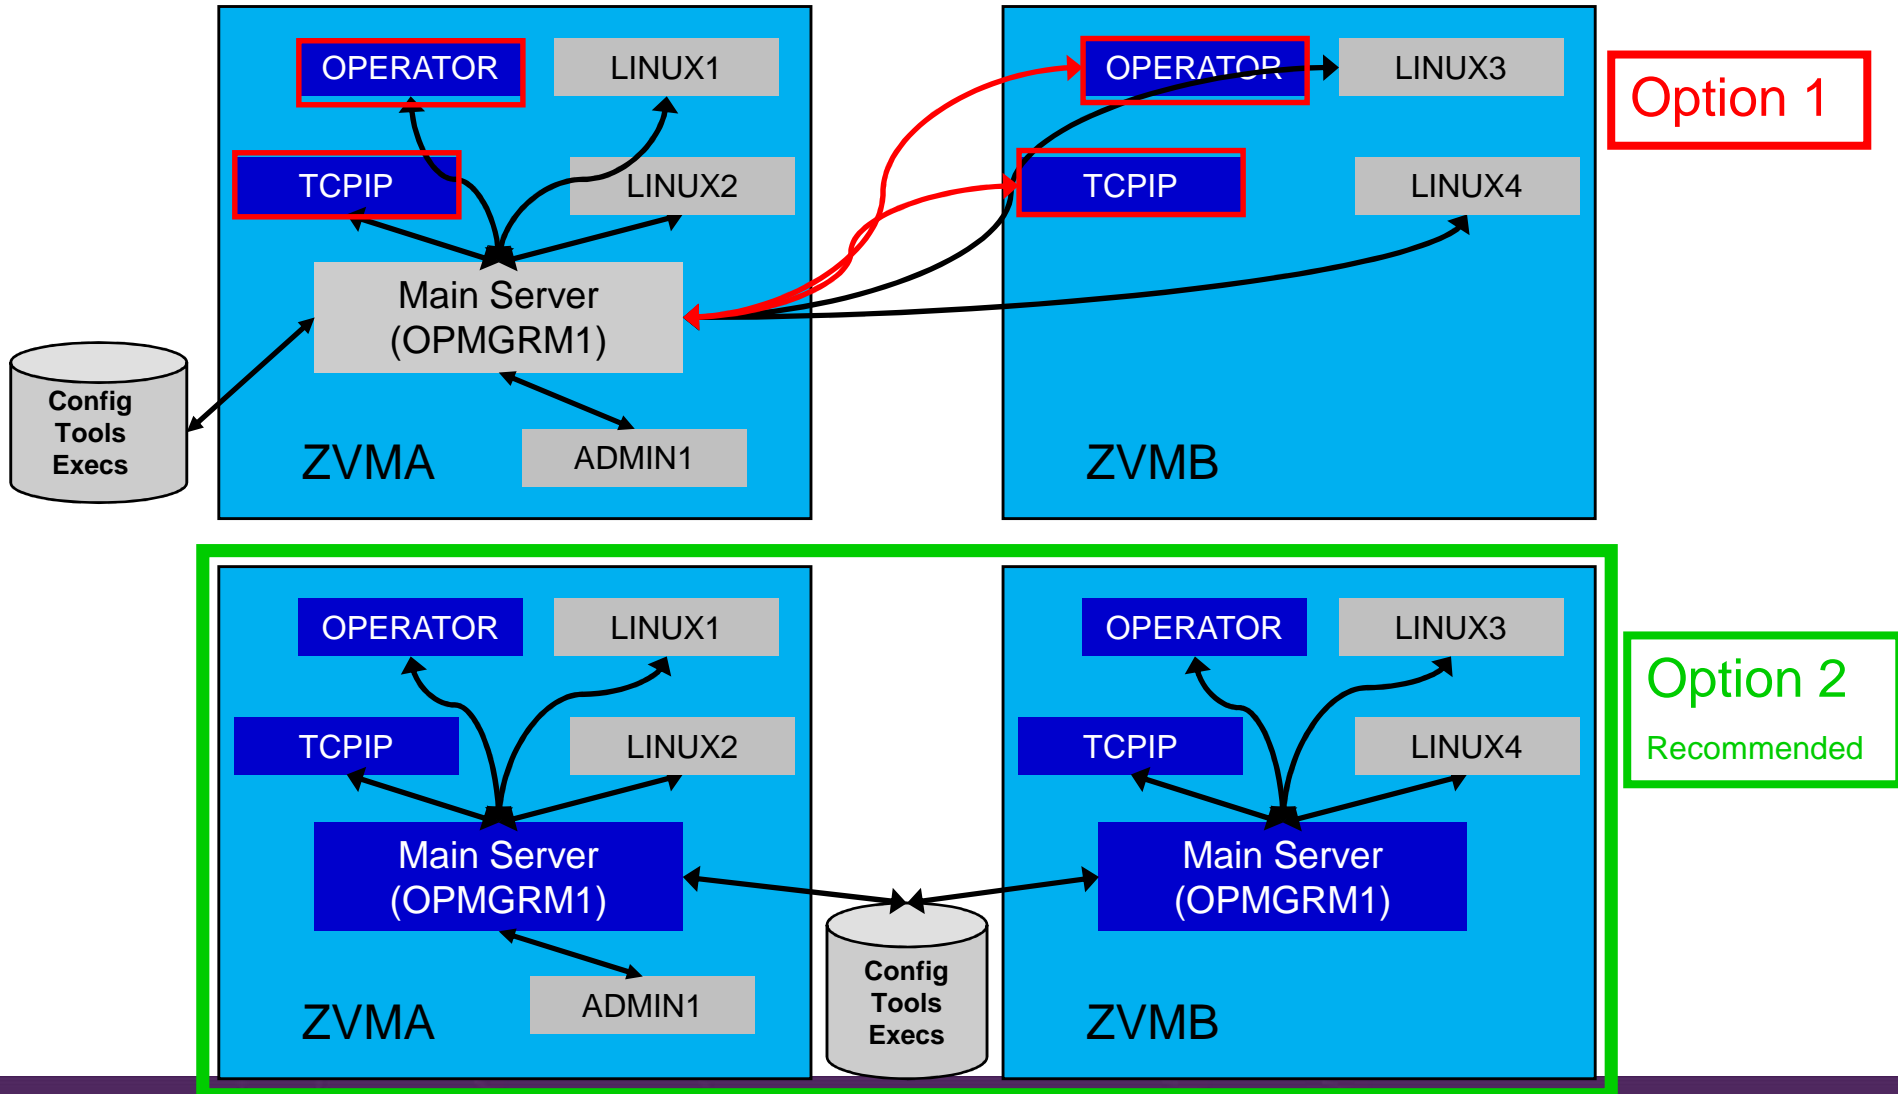 OPERATOR
LINUX1
TCPIP
LINUX2
Main Server
(OPMGRM1)
ADMIN1
ZVMA
Config
Tools
Execs
OPERATOR
LINUX3
TCPIP
LINUX4
ZVMB
Option 1
OPERATOR
LINUX1
TCPIP
LINUX2
Main Server
(OPMGRM1)
ADMIN1
ZVMA
Config
Tools
Execs
OPERATOR
LINUX3
TCPIP
LINUX4
Main Server
(OPMGRM1)
ZVMB
Option 2
Recommended